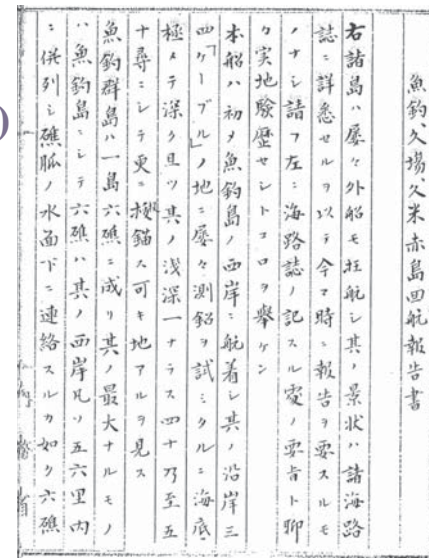 魚釣、久場、久米赤島回航報告書
右諸島ハ屡々外船モ往航シ其ノ景状ハ諸海路
誌ニ詳悉セルヲ以テ今マ時ニ報告ヲ要スルモ
ノナシ請フ左ニ海路誌ノ記スル處ノ要旨ト聊
カ実地驗歴セシトコロヲ擧ケン
本船ハ初メ魚釣島ノ西岸ニ航着シ其ノ沿岸三
四「ケーブル」ノ地ニ屡々測鉛ヲ試ミタルニ海底
極メテ深ク且ツ其ノ浅深一ナラス四十乃至五
十尋ニシテ更ニ投錨ス可キ地アルヲ見ス
魚釣群島ハ一島六礁ニ成リ其ノ最大ナルモノ
ハ魚釣島ニシテ六礁ハ其ノ西岸凡ソ五六里内
ニ併列シ礁脈ノ水面下ニ連絡スルカ如ク六礁